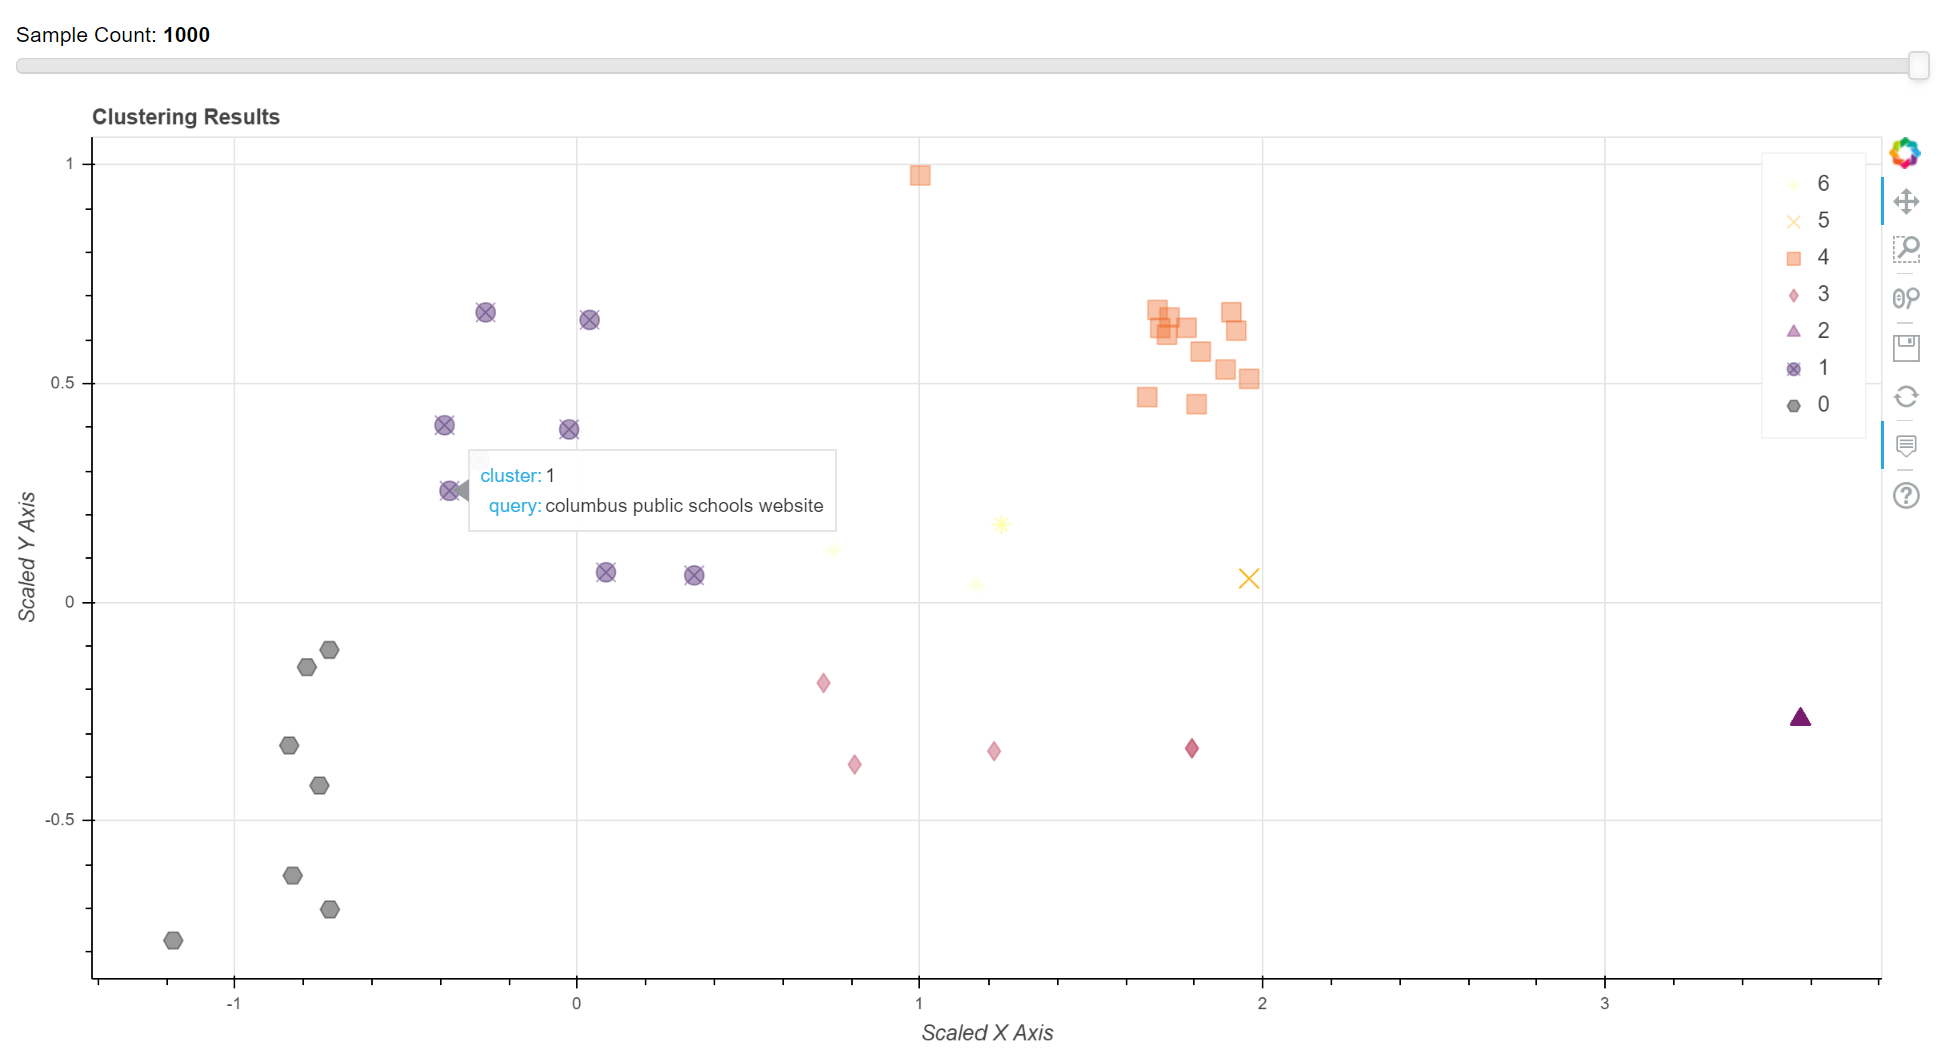 Sample Count: 1000
Clustering Results
1
0.5
0
-0.5
Scaled Y Axis
cluster: 1
query: columbus public schools website
6
5
4
3
2
1
0
-1
0
1
2
3
Scaled X Axis